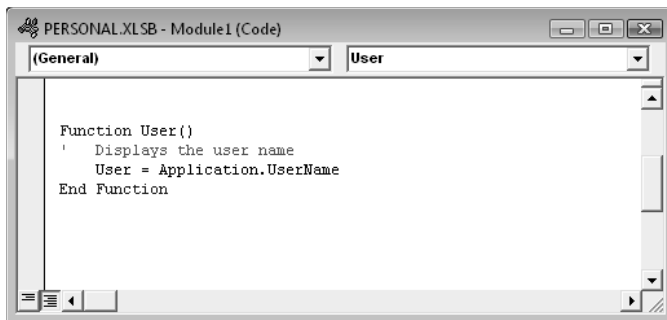 PERSONAL.XLSB - Module1 (Code)
(General) User
Function User()
'   Displays the user name
    User = Application.UserName
End Function